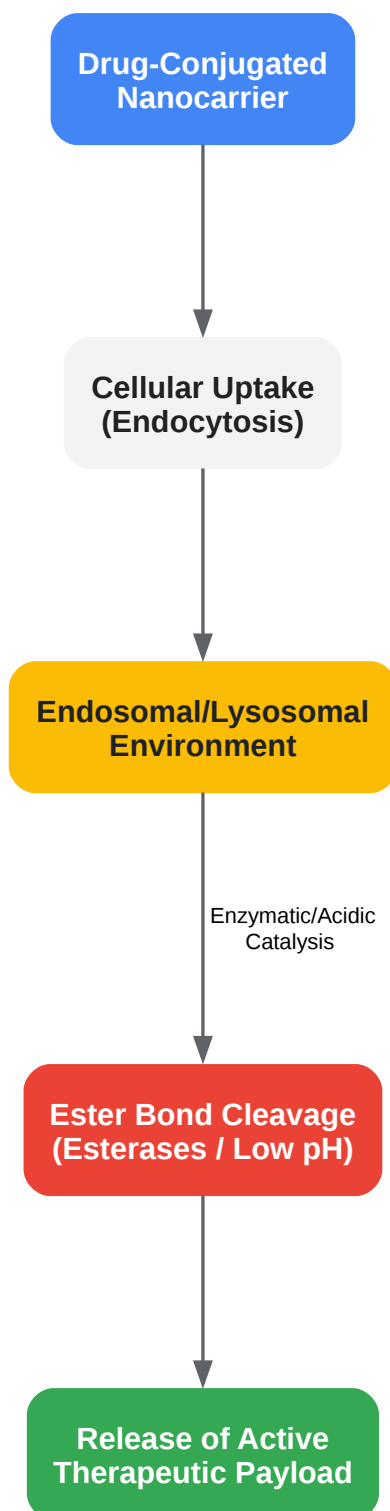 Drug-Conjugated
Nanocarrier
Cellular Uptake
(Endocytosis)
Endosomal/Lysosomal
Environment
Enzymatic/Acidic
Catalysis
Ester Bond Cleavage
(Esterases / Low pH)
Release of Active
Therapeutic Payload